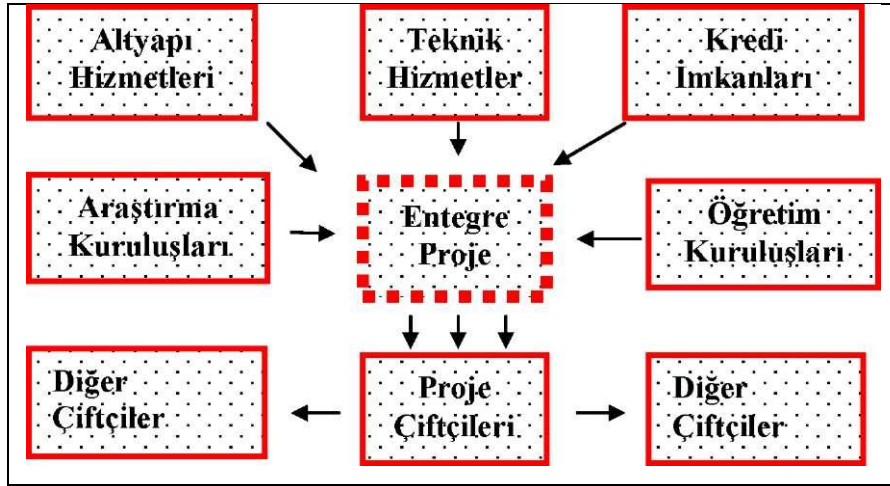 Altyapı
Hizmetleri
Teknik
Hizmetler
Kredi
İmkanları
Araştırma
Kuruluşları
Entegre
Proje
Öğretim
Kuruluşları
Diğer
Çiftçiler
Proje
Çiftçileri
Diğer
Çiftçiler